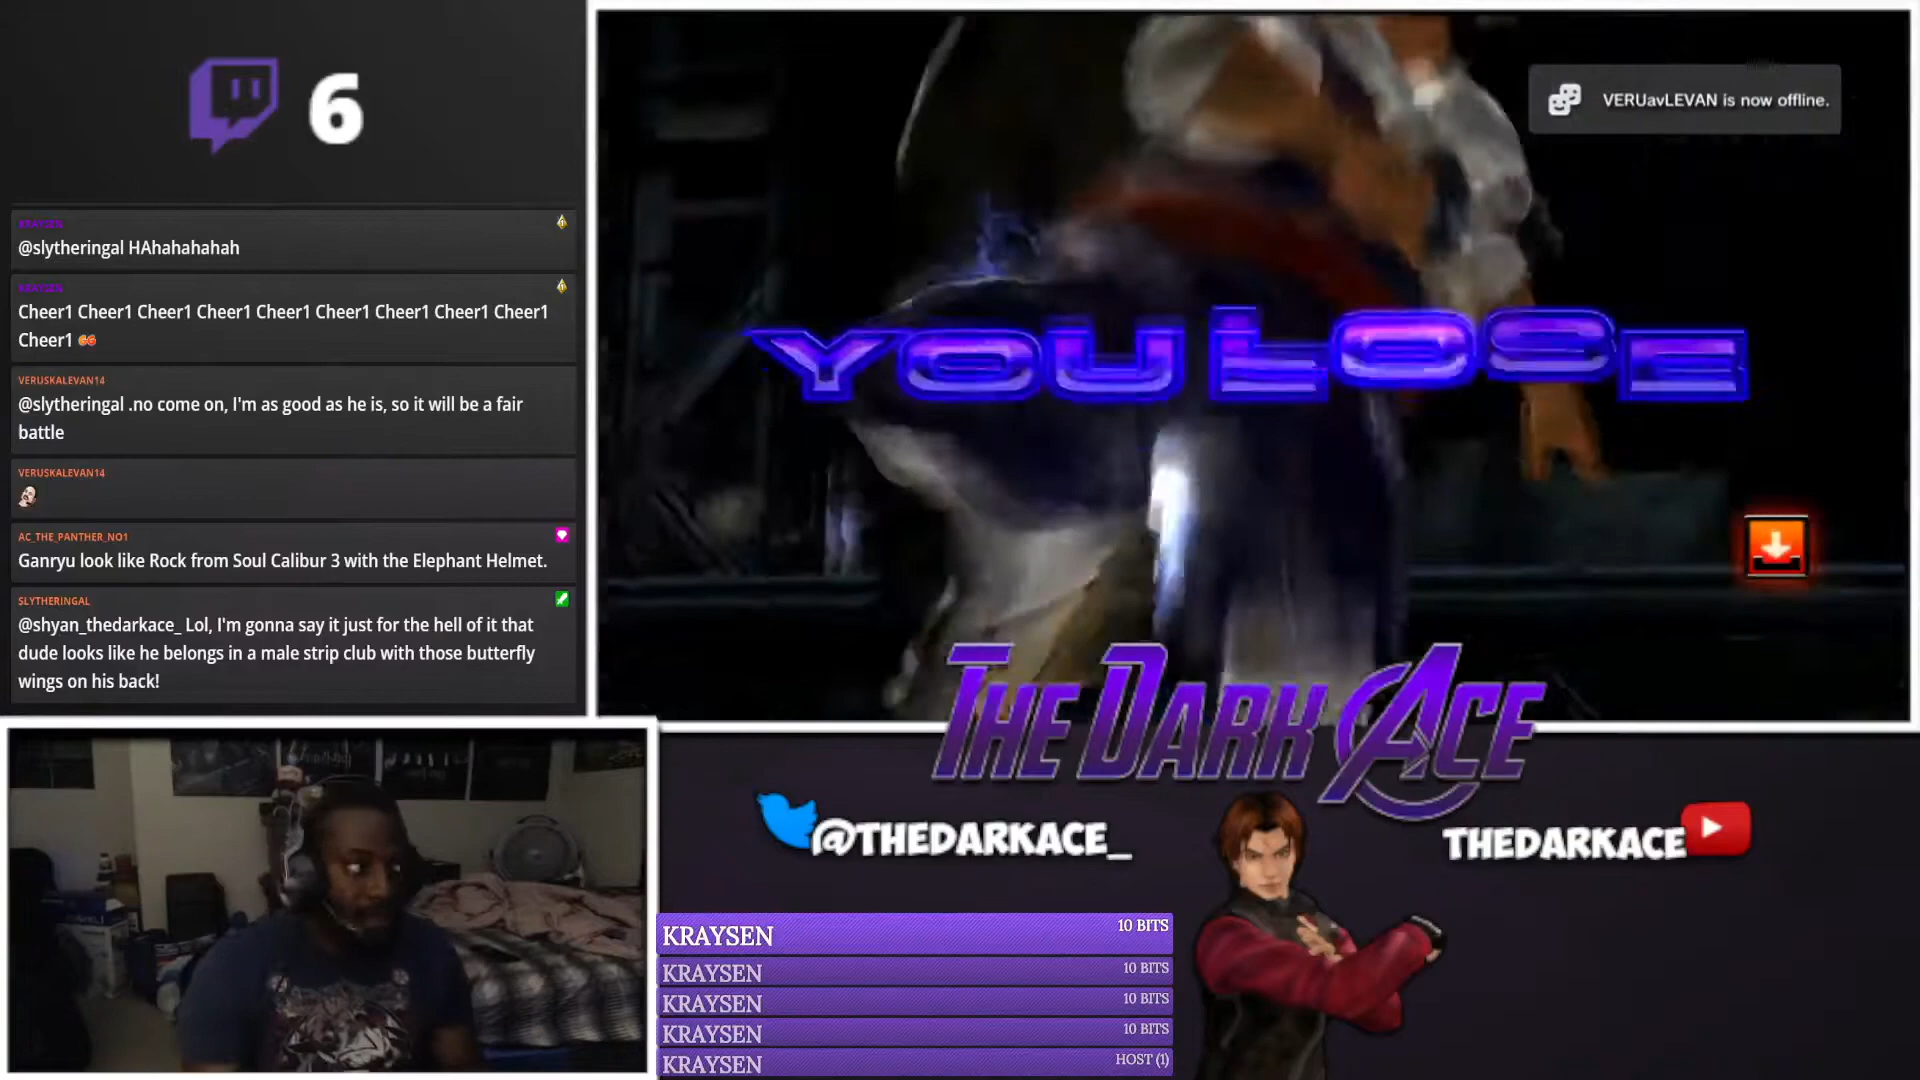 6
KRAYSEN
@slytheringal HAhahahahah
KRAYSEN
Cheer1 Cheer1 Cheer1 Cheer1 Cheer1 Cheer1 Cheer1 Cheer1 Cheer1
Cheer1
VERUSKALEVAN14
@slytheringal .no come on, I'm as good as he is, so it will be a fair
battle
VERUSKALEVAN14
AC_THE_PANTHER_NO1
Ganryu look like Rock from Soul Calibur 3 with the Elephant Helmet.
SLYTHERINGAL
@shyan_thedarkace_ Lol, I'm gonna say it just for the hell of it that
dude looks like he belongs in a male strip club with those butterfly
wings on his back!
VERUavLEVAN is now offline.
YOU LOSE
THE DARK ACE
@THEDARKACE_
THEDARKACE
KRAYSEN 10 BITS
KRAYSEN 10 BITS
KRAYSEN 10 BITS
KRAYSEN 10 BITS
KRAYSEN HOST (1)